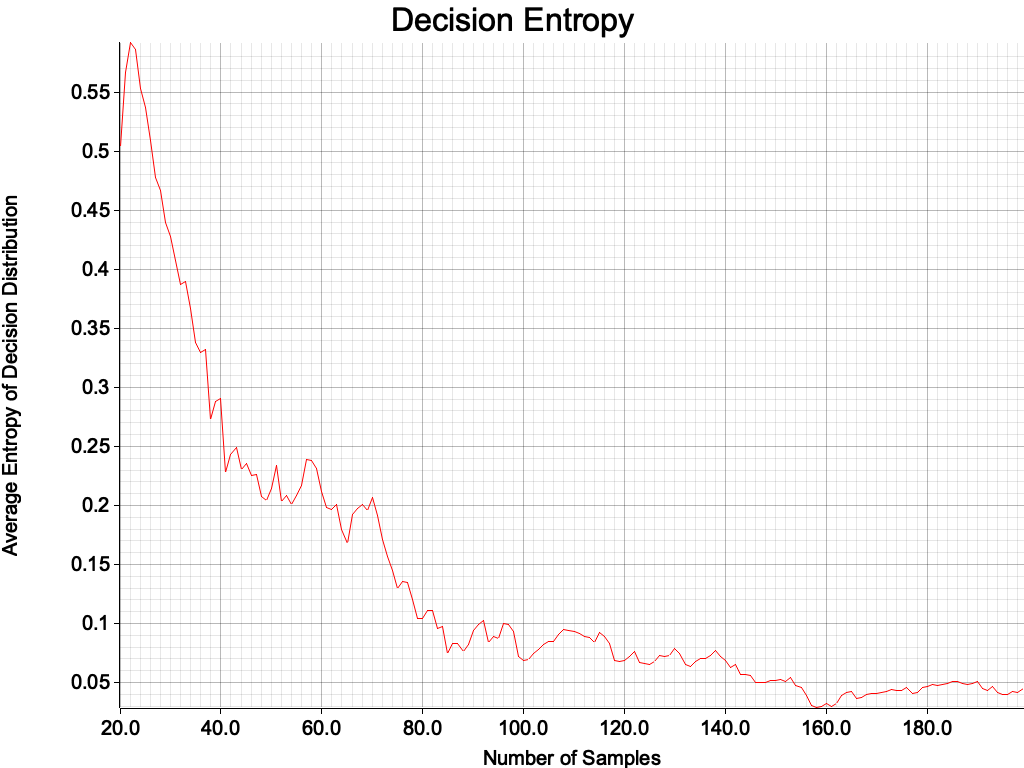 Decision Entropy
Average Entropy of Decision Distribution
0.55
0.5
0.45
0.4
0.35
0.3
0.25
0.2
0.15
0.1
0.05
20.0 40.0 60.0 80.0 100.0 120.0 140.0 160.0 180.0
Number of Samples